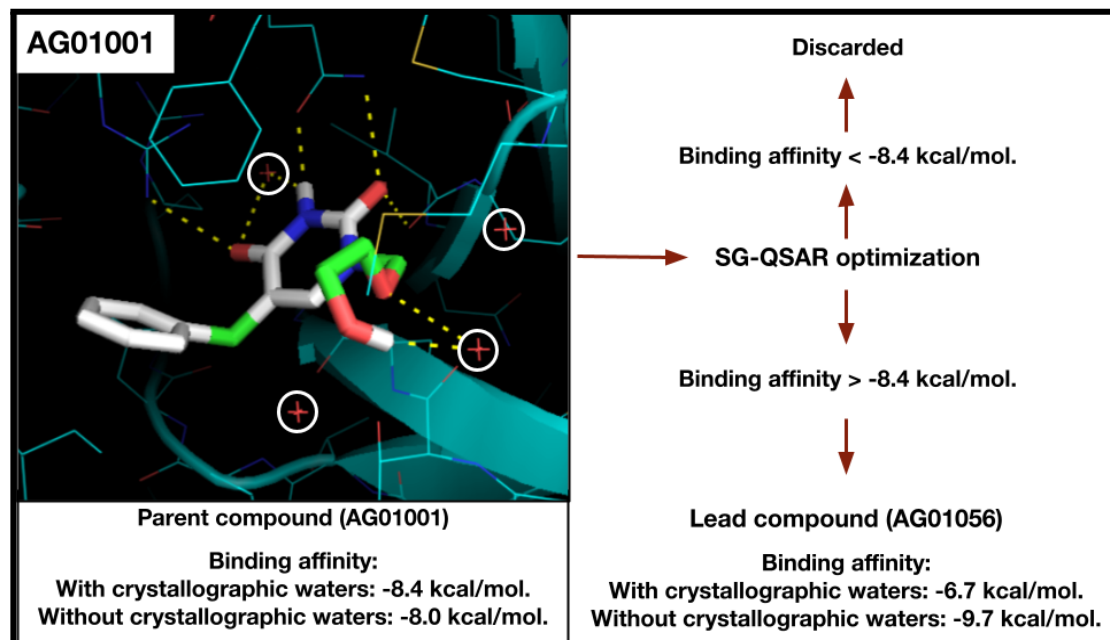 AG01001
Discarded
Binding affinity < -8.4 kcal/mol.
SG-QSAR optimization
Binding affinity > -8.4 kcal/mol.
Parent compound (AG01001)
Binding affinity:
With crystallographic waters: -8.4 kcal/mol.
Without crystallographic waters: -8.0 kcal/mol.
Lead compound (AG01056)
Binding affinity:
With crystallographic waters: -6.7 kcal/mol.
Without crystallographic waters: -9.7 kcal/mol.